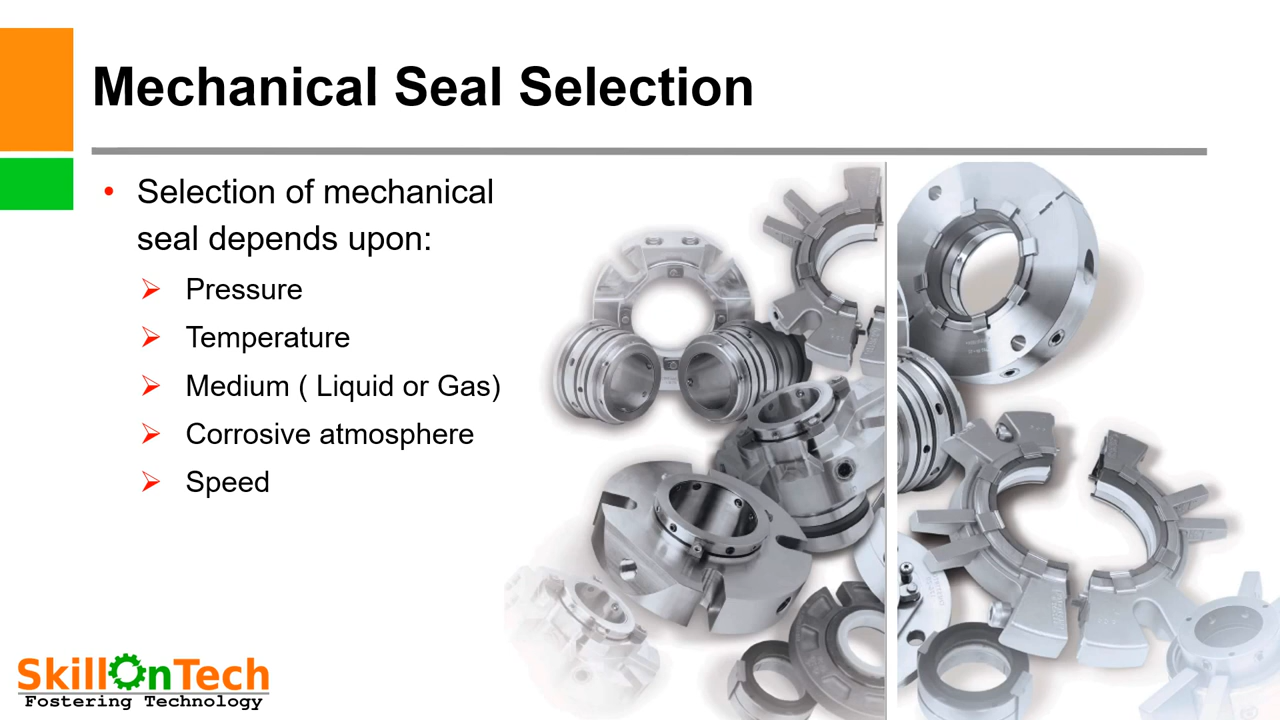 Mechanical Seal Selection
• Selection of mechanical
seal depends upon:
➢ Pressure
➢ Temperature
➢ Medium ( Liquid or Gas)
➢ Corrosive atmosphere
➢ Speed
SkillOnTech
Fostering Technology